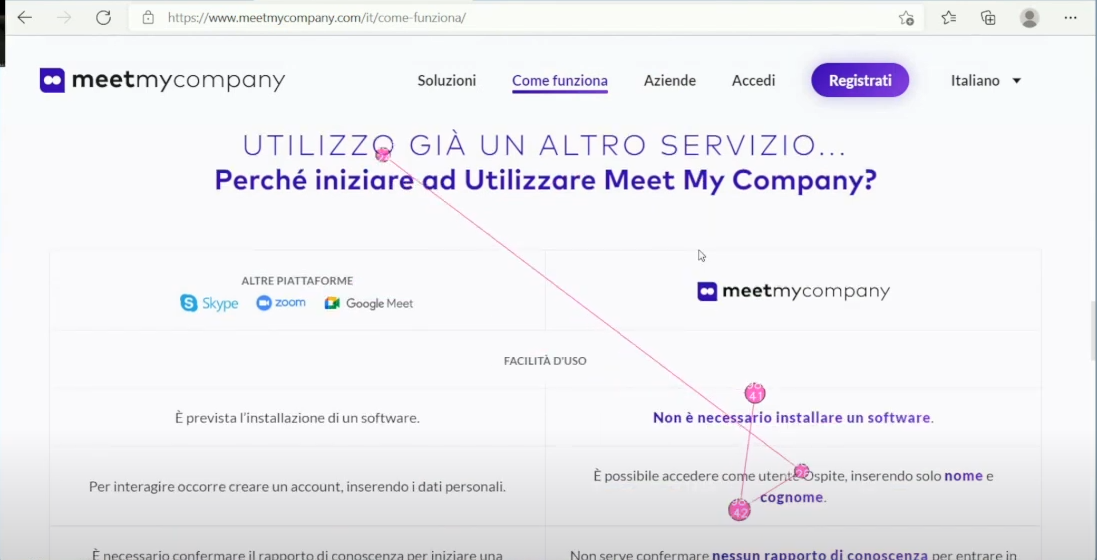 https://www.meetmycompany.com/it/come-funziona/
meetmycompany
Soluzioni
Come funziona
Aziende
Accedi
Registrati
Italiano
UTILIZZO GIÀ UN ALTRO SERVIZIO...
Perché iniziare ad Utilizzare Meet My Company?
ALTRE PIATTAFORME
Skype zoom Google Meet
meetmycompany
FACILITÀ D'USO
È prevista l'installazione di un software.
Non è necessario installare un software.
Per interagire occorre creare un account, inserendo i dati personali.
È possibile accedere come utente Ospite, inserendo solo nome e
cognome.
È necessario confermare il rapporto di conoscenza per iniziare una
Non serve confermare nessun rapporto di conoscenza per entrare in
41
42